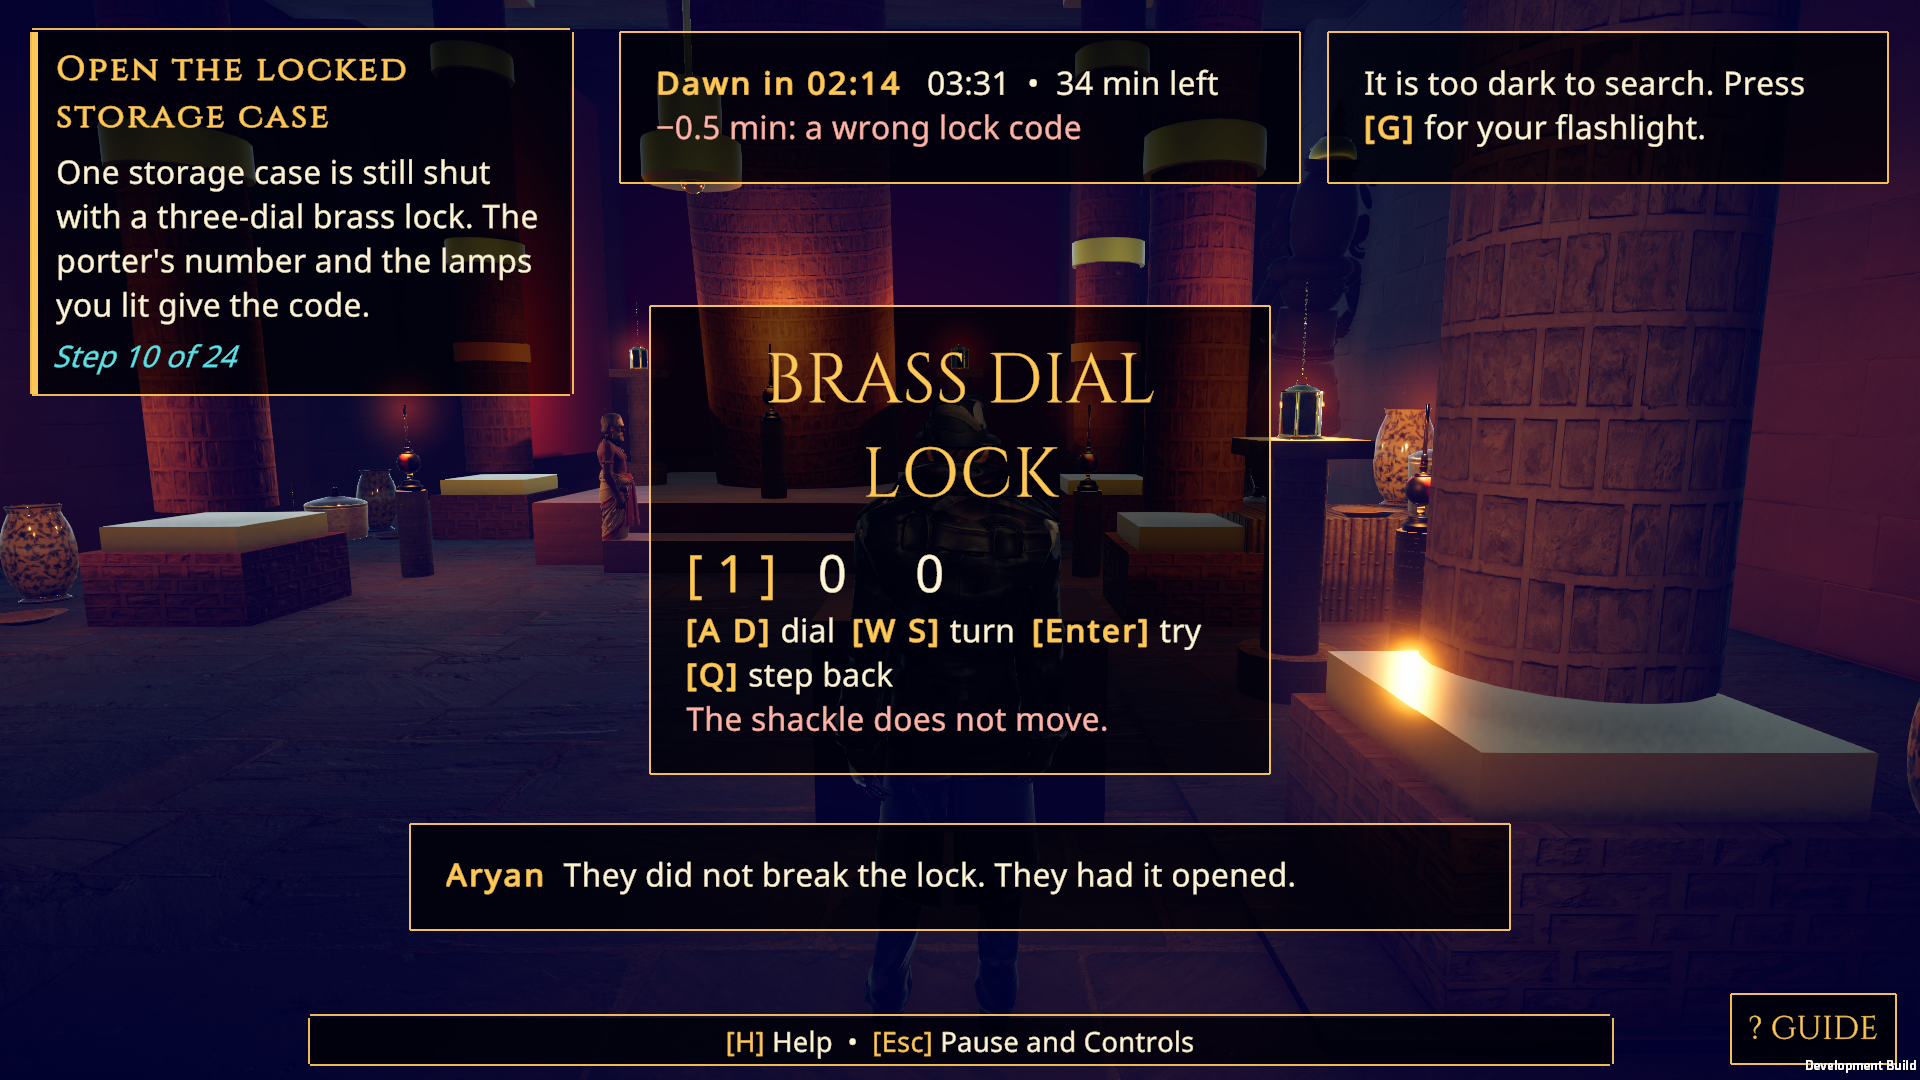 OPEN THE LOCKED
STORAGE CASE
One storage case is still shut
with a three-dial brass lock. The
porter's number and the lamps
you lit give the code.
Step 10 of 24
Dawn in 02:14 03:31 • 34 min left
−0.5 min: a wrong lock code
It is too dark to search. Press
[G] for your flashlight.
BRASS DIAL
LOCK
[ 1 ] 0 0
[A D] dial [W S] turn [Enter] try
[Q] step back
The shackle does not move.
Aryan They did not break the lock. They had it opened.
[H] Help • [Esc] Pause and Controls
? GUIDE
Development Build